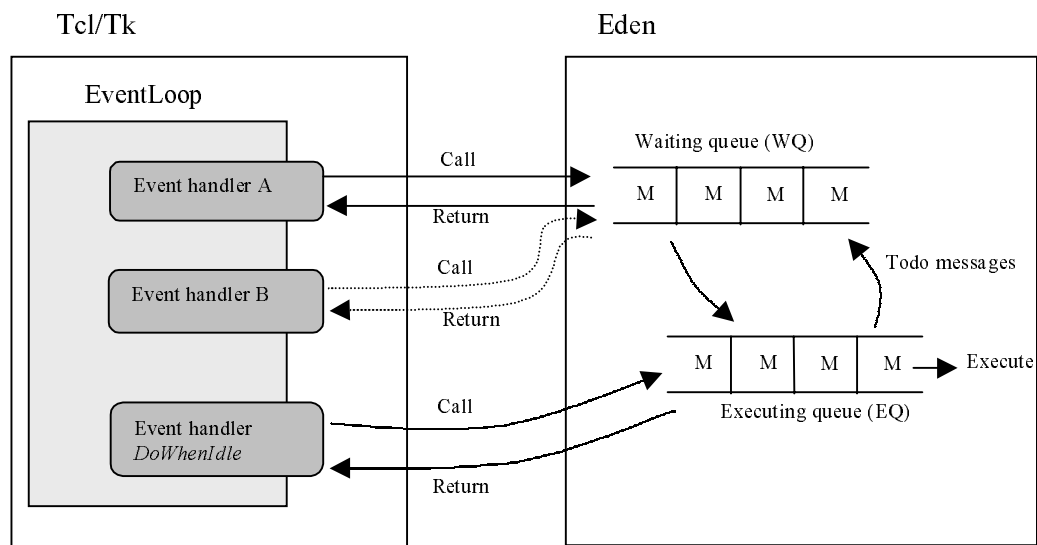 Tcl/Tk
Eden
EventLoop
Event handler A
Call
Return
Waiting queue (WQ)
M M M M
Event handler B
Call
Return
Todo messages
M M M M
Execute
Executing queue (EQ)
Event handler
DoWhenIdle
Call
Return